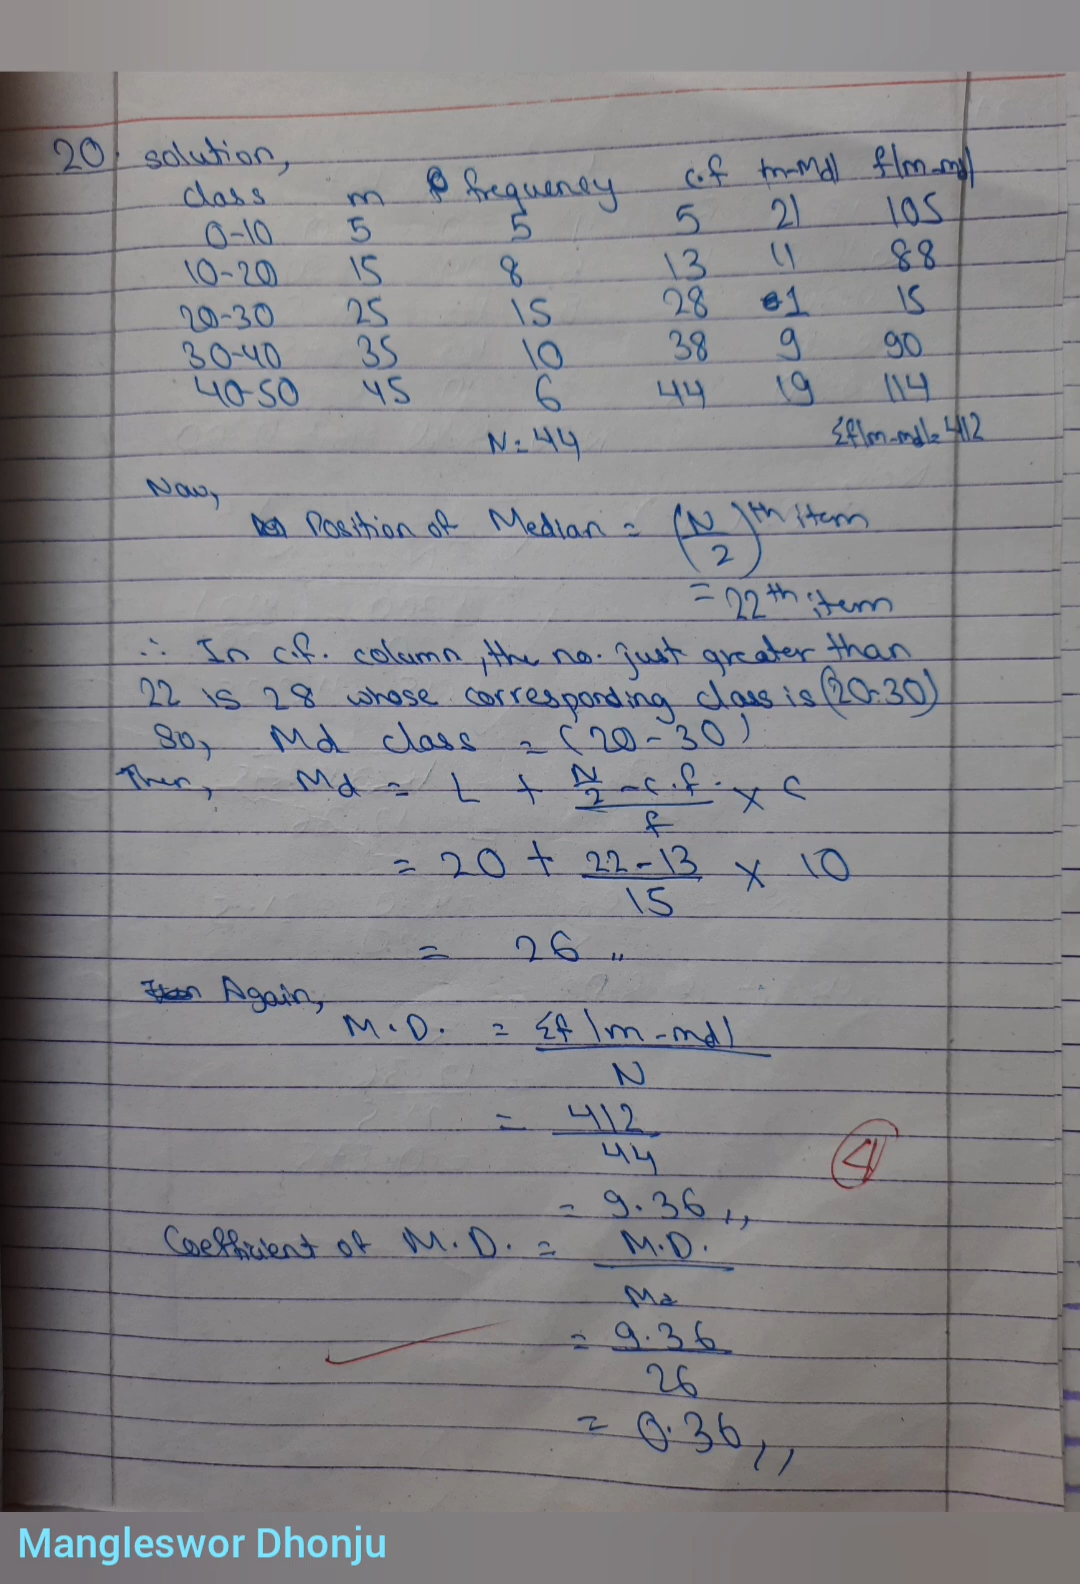 20. solution,
class m frequency c.f |m-Md| f|m-md|
0-10 5 5 5 21 105
10-20 15 8 13 11 88
20-30 25 15 28 1 15
30-40 35 10 38 9 90
40-50 45 6 44 19 114
N = 44 Σf|m-md| = 412
Now,
Position of Median = (N/2)th item
= 22th item
∴ In c.f. column, the no. just greater than
22 is 28 whose corresponding class is (20-30)
So, Md class = (20-30)
Then, Md = L + N/2 - c.f. / f × c
= 20 + 22-13 / 15 × 10
= 26 ,,
Again,
M.D. = Σf |m-md| / N
= 412 / 44
4
= 9.36 ,,
Coefficient of M.D. = M.D. / Md
= 9.36 / 26
= 0.36 ,,
Mangleswor Dhonju